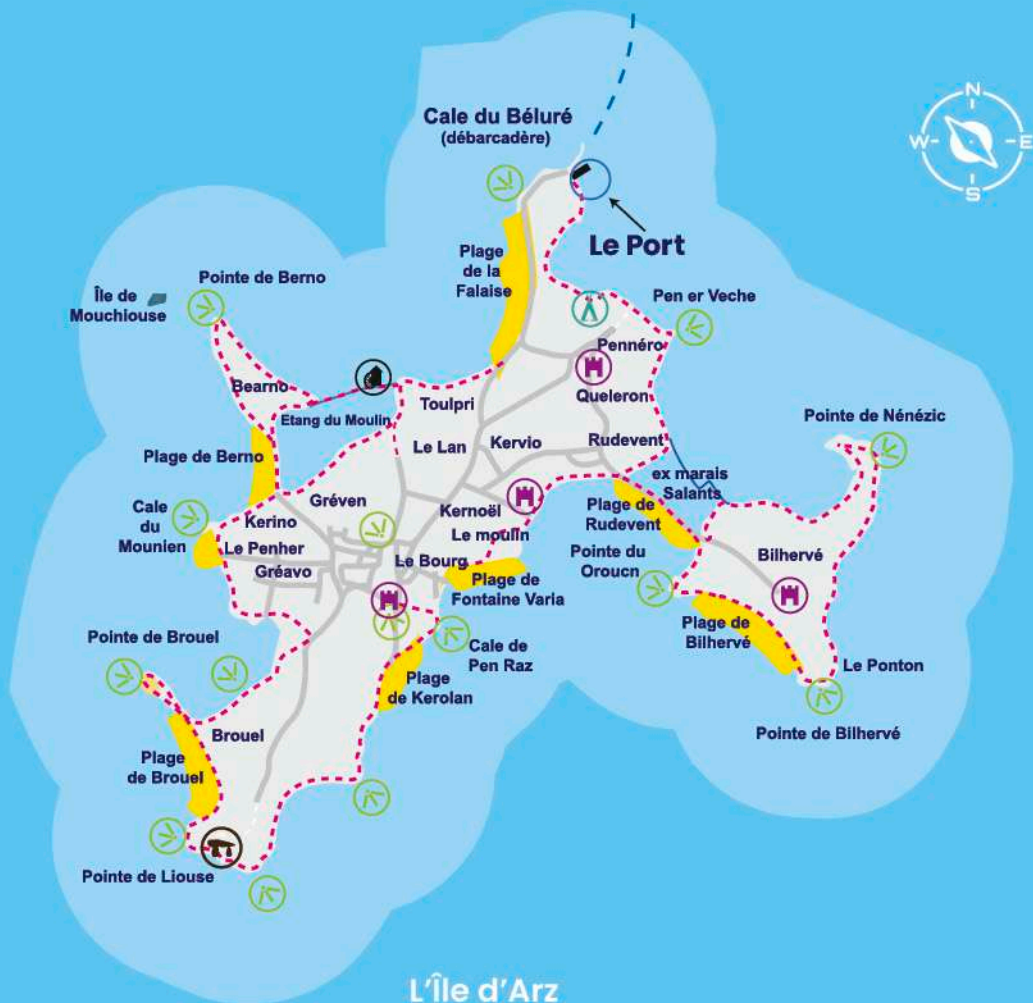 Cale du Béluré
(débarcadère)
N
W
E
S
Le Port
Plage
de la
Falaise
Pointe de Berno
Île de
Mouchiouse
Pen er Veche
Pennéro
Bearno
Queleron
Toulpri
Etang du Moulin
Pointe de Nénézic
Le Lan
Kervio
Rudevent
Plage de Berno
ex marais
Salants
Gréven
Kernoël
Plage de
Rudevent
Cale
du
Mounien
Kerino
Le moulin
Le Penher
Bilhervé
Le Bourg
Pointe du
Oroucn
Gréavo
Plage de
Fontaine Varia
Plage de
Bilhervé
Pointe de Brouel
Cale de
Pen Raz
Le Ponton
Plage
de Kerolan
Brouel
Pointe de Bilhervé
Plage
de Brouel
Pointe de Liouse
L'Île d'Arz